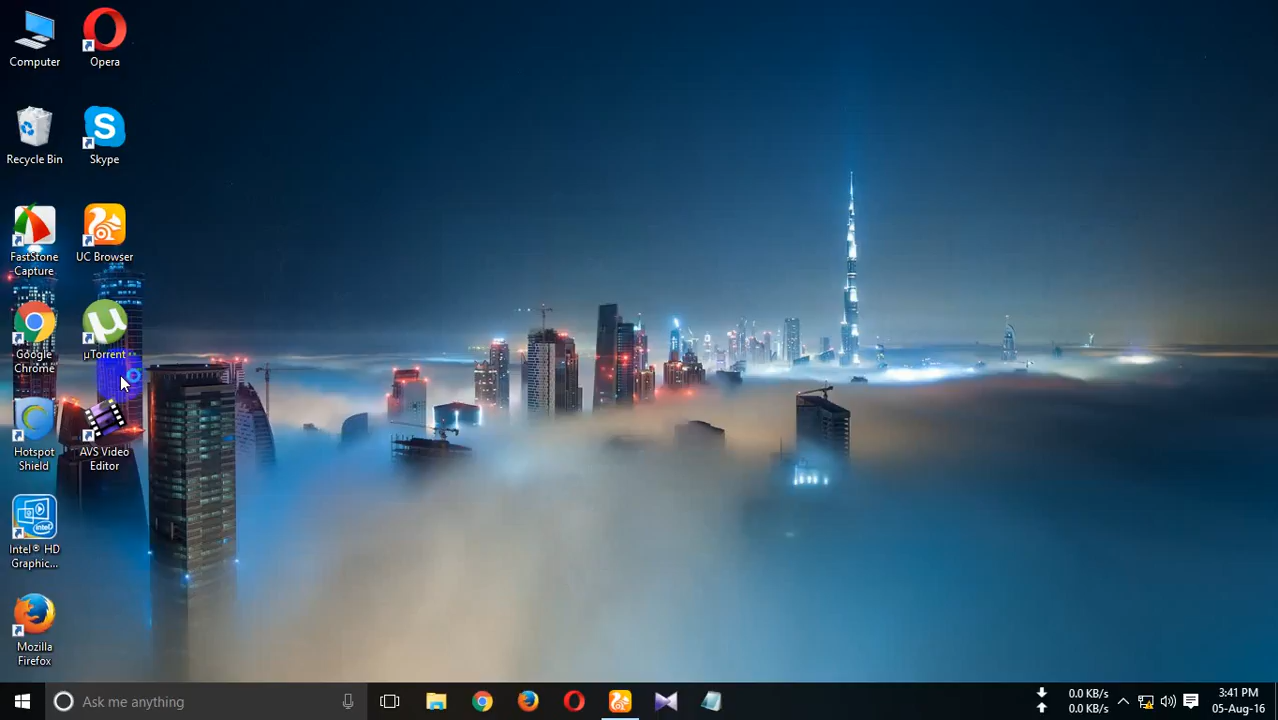 Computer
Opera
Recycle Bin
Skype
FastStone
Capture
UC Browser
Google
Chrome
µTorrent
Hotspot
Shield
AVS Video
Editor
Intel® HD
Graphic...
Mozilla
Firefox
Ask me anything
0.0 KB/s
0.0 KB/s
3:41 PM
05-Aug-16